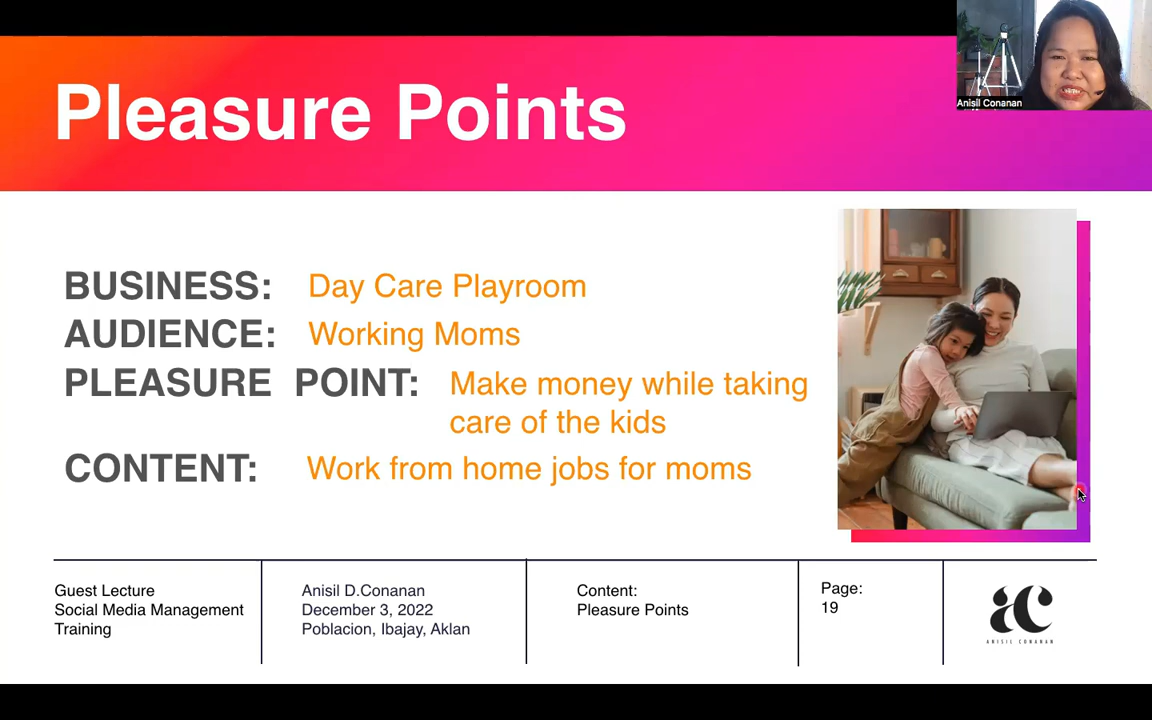 Pleasure Points
Anisil Conanan
BUSINESS: Day Care Playroom
AUDIENCE: Working Moms
PLEASURE POINT: Make money while taking
care of the kids
CONTENT: Work from home jobs for moms
Guest Lecture
Social Media Management
Training
Anisil D.Conanan
December 3, 2022
Poblacion, Ibajay, Aklan
Content:
Pleasure Points
Page:
19
ac
ANISIL CONANAN